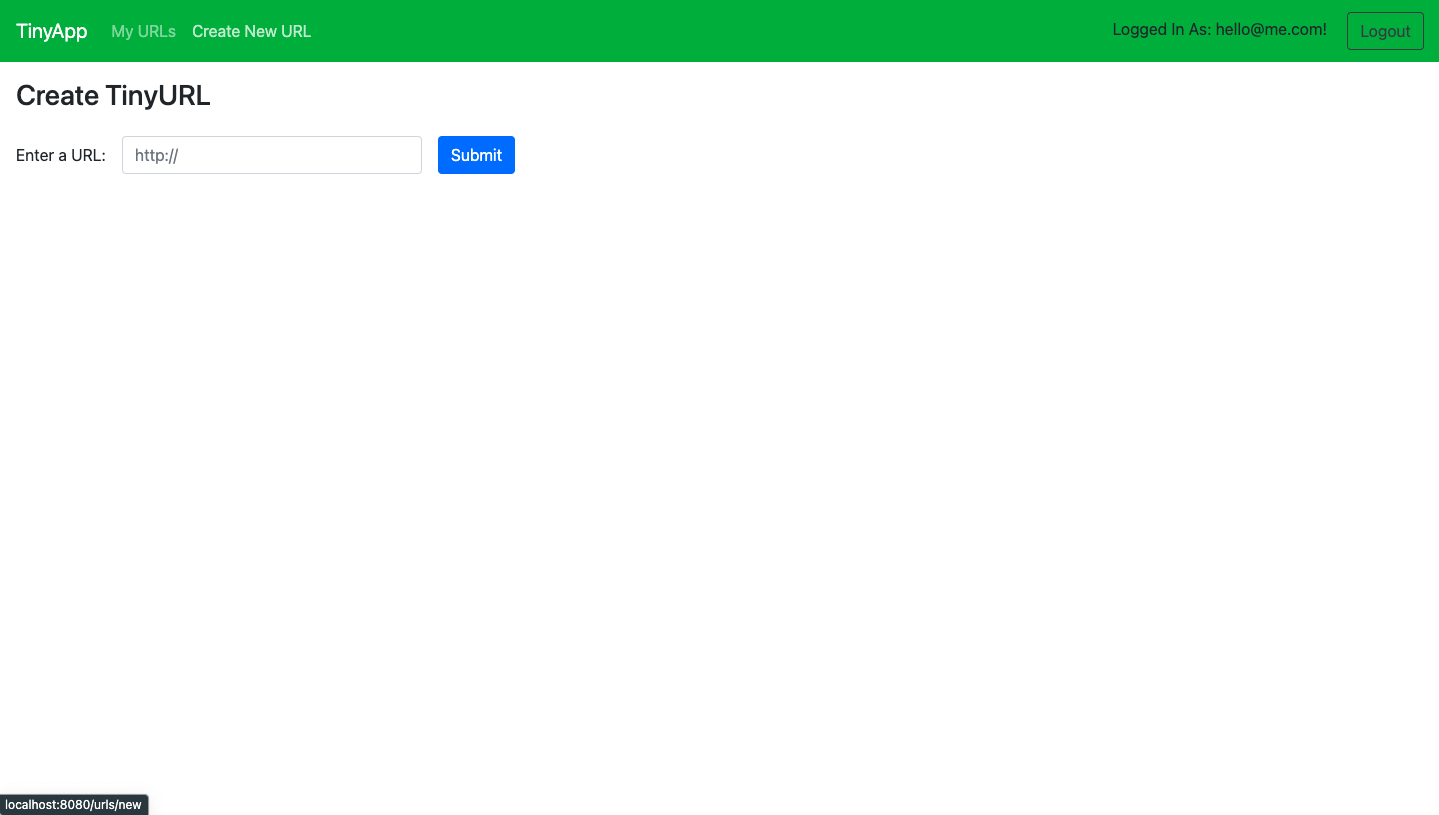 TinyApp My URLs Create New URL Logged In As: hello@me.com! Logout
Create TinyURL
Enter a URL: http:// Submit
localhost:8080/urls/new